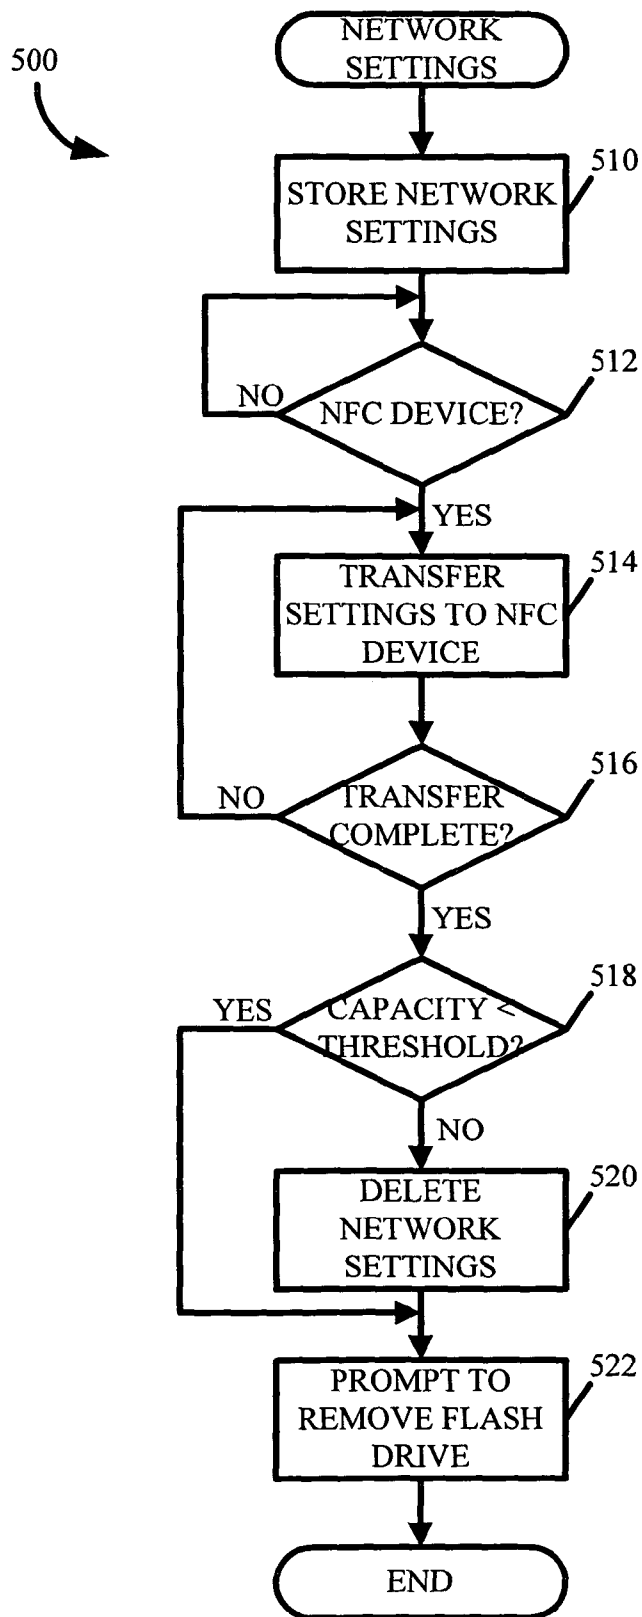 NETWORK
SETTINGS
500
510
STORE NETWORK
SETTINGS
512
NO
NFC DEVICE?
YES
514
TRANSFER
SETTINGS TO NFC
DEVICE
516
NO
TRANSFER
COMPLETE?
YES
518
YES
CAPACITY <
THRESHOLD?
NO
520
DELETE
NETWORK
SETTINGS
522
PROMPT TO
REMOVE FLASH
DRIVE
END